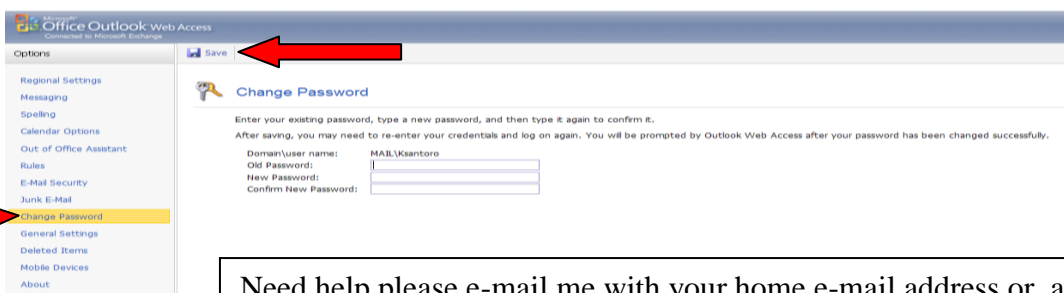 Microsoft®
Office Outlook Web Access
Connected to Microsoft Exchange
Options
Save
Regional Settings
Messaging
Spelling
Calendar Options
Out of Office Assistant
Rules
E-Mail Security
Junk E-Mail
Change Password
General Settings
Deleted Items
Mobile Devices
About
Change Password
Enter your existing password, type a new password, and then type it again to confirm it.
After saving, you may need to re-enter your credentials and log on again. You will be prompted by Outlook Web Access after your password has been changed successfully.
Domain\user name: MAIL\Ksantoro
Old Password:
New Password:
Confirm New Password:
Need help please e-mail me with your home e-mail address or a